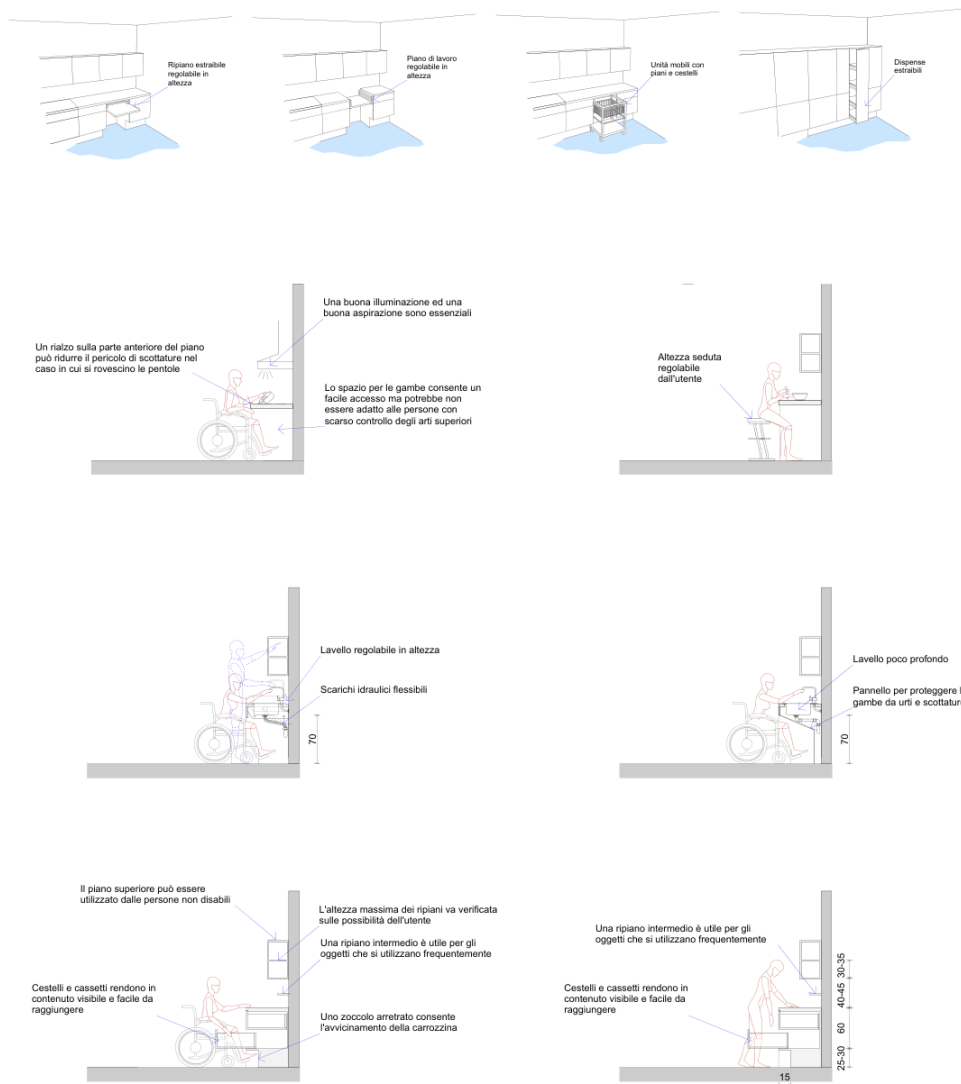 Ripiano estraibile
regolabile in
altezza
Piano di lavoro
regolabile in
altezza
Unità mobili con
piani e cestelli
Dispense
estraibili
Una buona illuminazione ed una
buona aspirazione sono essenziali
Un rialzo sulla parte anteriore del piano
può ridurre il pericolo di scottature nel
caso in cui si rovescino le pentole
Lo spazio per le gambe consente un
facile accesso ma potrebbe non
essere adatto alle persone con
scarso controllo degli arti superiori
Altezza seduta
regolabile
dall'utente
Lavello regolabile in altezza
Scarichi idraulici flessibili
70
Lavello poco profondo
Pannello per proteggere l
gambe da urti e scottature
70
Il piano superiore può essere
utilizzato dalle persone non disabili
L'altezza massima dei ripiani va verificata
sulle possibilità dell'utente
Una ripiano intermedio è utile per gli
oggetti che si utilizzano frequentemente
Cestelli e cassetti rendono in
contenuto visibile e facile da
raggiungere
Uno zoccolo arretrato consente
l'avvicinamento della carrozzina
Una ripiano intermedio è utile per gli
oggetti che si utilizzano frequentemente
Cestelli e cassetti rendono in
contenuto visibile e facile da
raggiungere
30-35
40-45
60
25-30
15